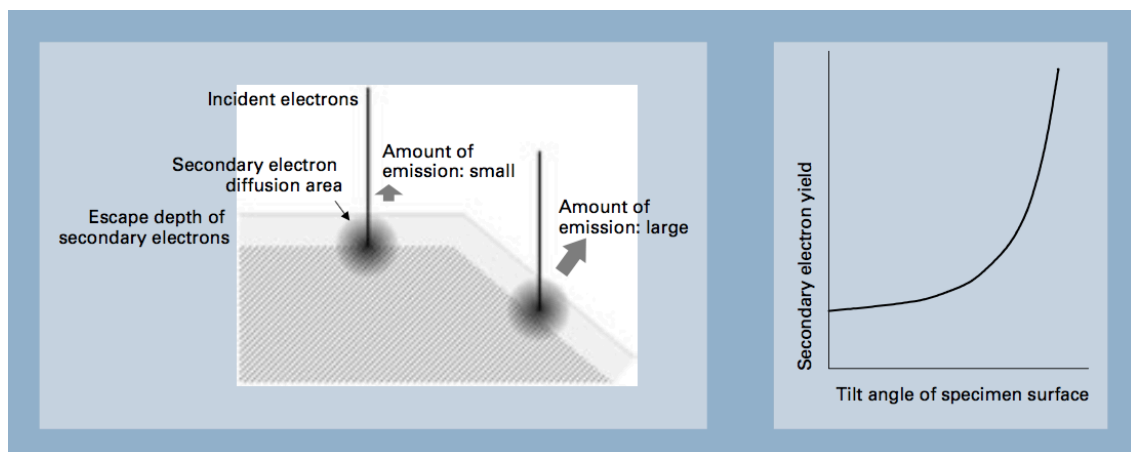 Incident electrons
Secondary electron
diffusion area
Amount of
emission: small
Escape depth of
secondary electrons
Amount of
emission: large
Secondary electron yield
Tilt angle of specimen surface